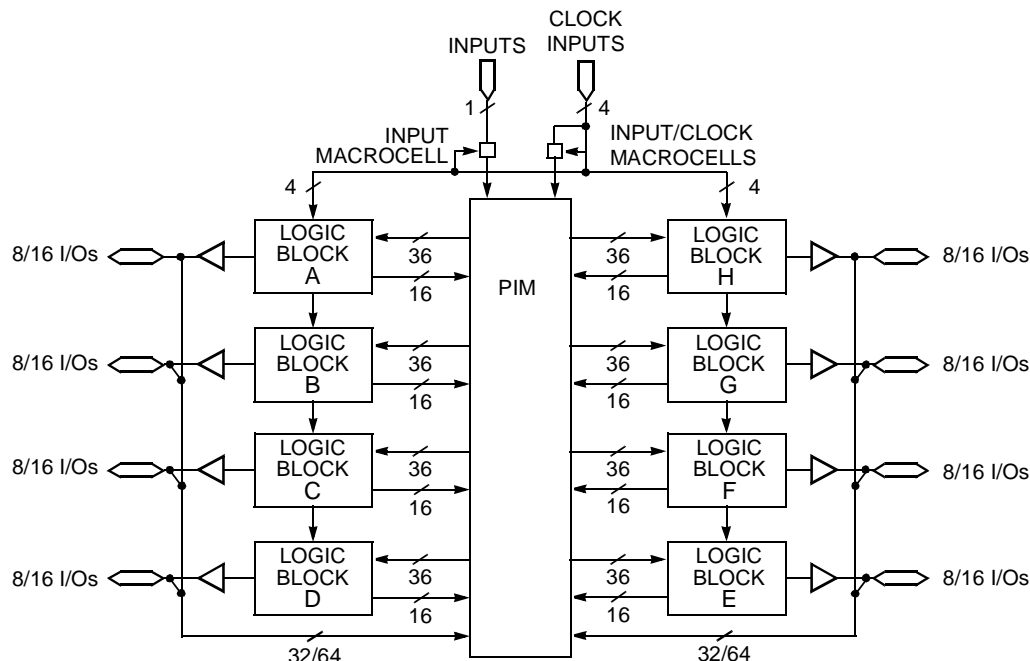 CLOCK
INPUTS
INPUTS
1
4
INPUT
MACROCELL
INPUT/CLOCK
MACROCELLS
4
4
8/16 I/Os
LOGIC
BLOCK
A
36
16
PIM
36
16
LOGIC
BLOCK
H
8/16 I/Os
8/16 I/Os
LOGIC
BLOCK
B
36
16
36
16
LOGIC
BLOCK
G
8/16 I/Os
8/16 I/Os
LOGIC
BLOCK
C
36
16
36
16
LOGIC
BLOCK
F
8/16 I/Os
8/16 I/Os
LOGIC
BLOCK
D
36
16
36
16
LOGIC
BLOCK
E
8/16 I/Os
32/64
32/64